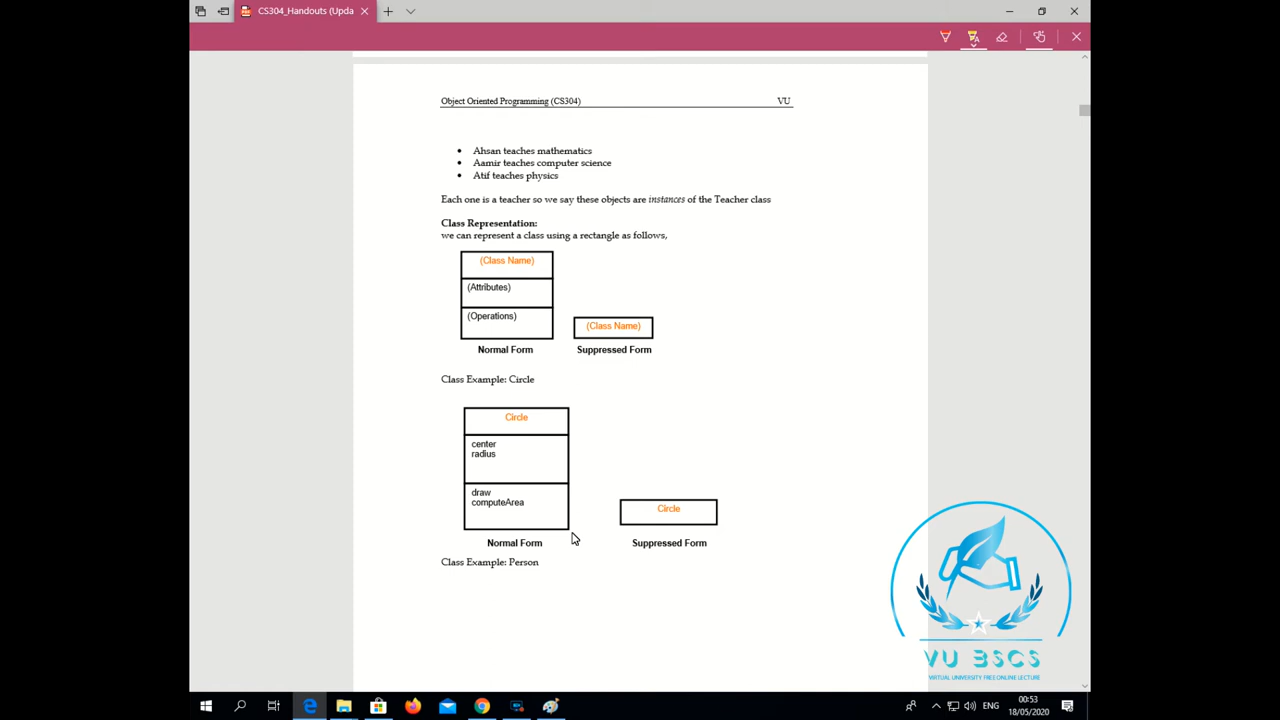 CS304_Handouts (Upda
Object Oriented Programming (CS304) VU
• Ahsan teaches mathematics
• Aamir teaches computer science
• Atif teaches physics
Each one is a teacher so we say these objects are instances of the Teacher class
Class Representation:
we can represent a class using a rectangle as follows,
(Class Name)
(Attributes)
(Operations)
Normal Form
(Class Name)
Suppressed Form
Class Example: Circle
Circle
center
radius
draw
computeArea
Normal Form
Circle
Suppressed Form
Class Example: Person
VU BSCS
VIRTUAL UNIVERSITY FREE ONLINE LECTURE
ENG
00:53
18/05/2020